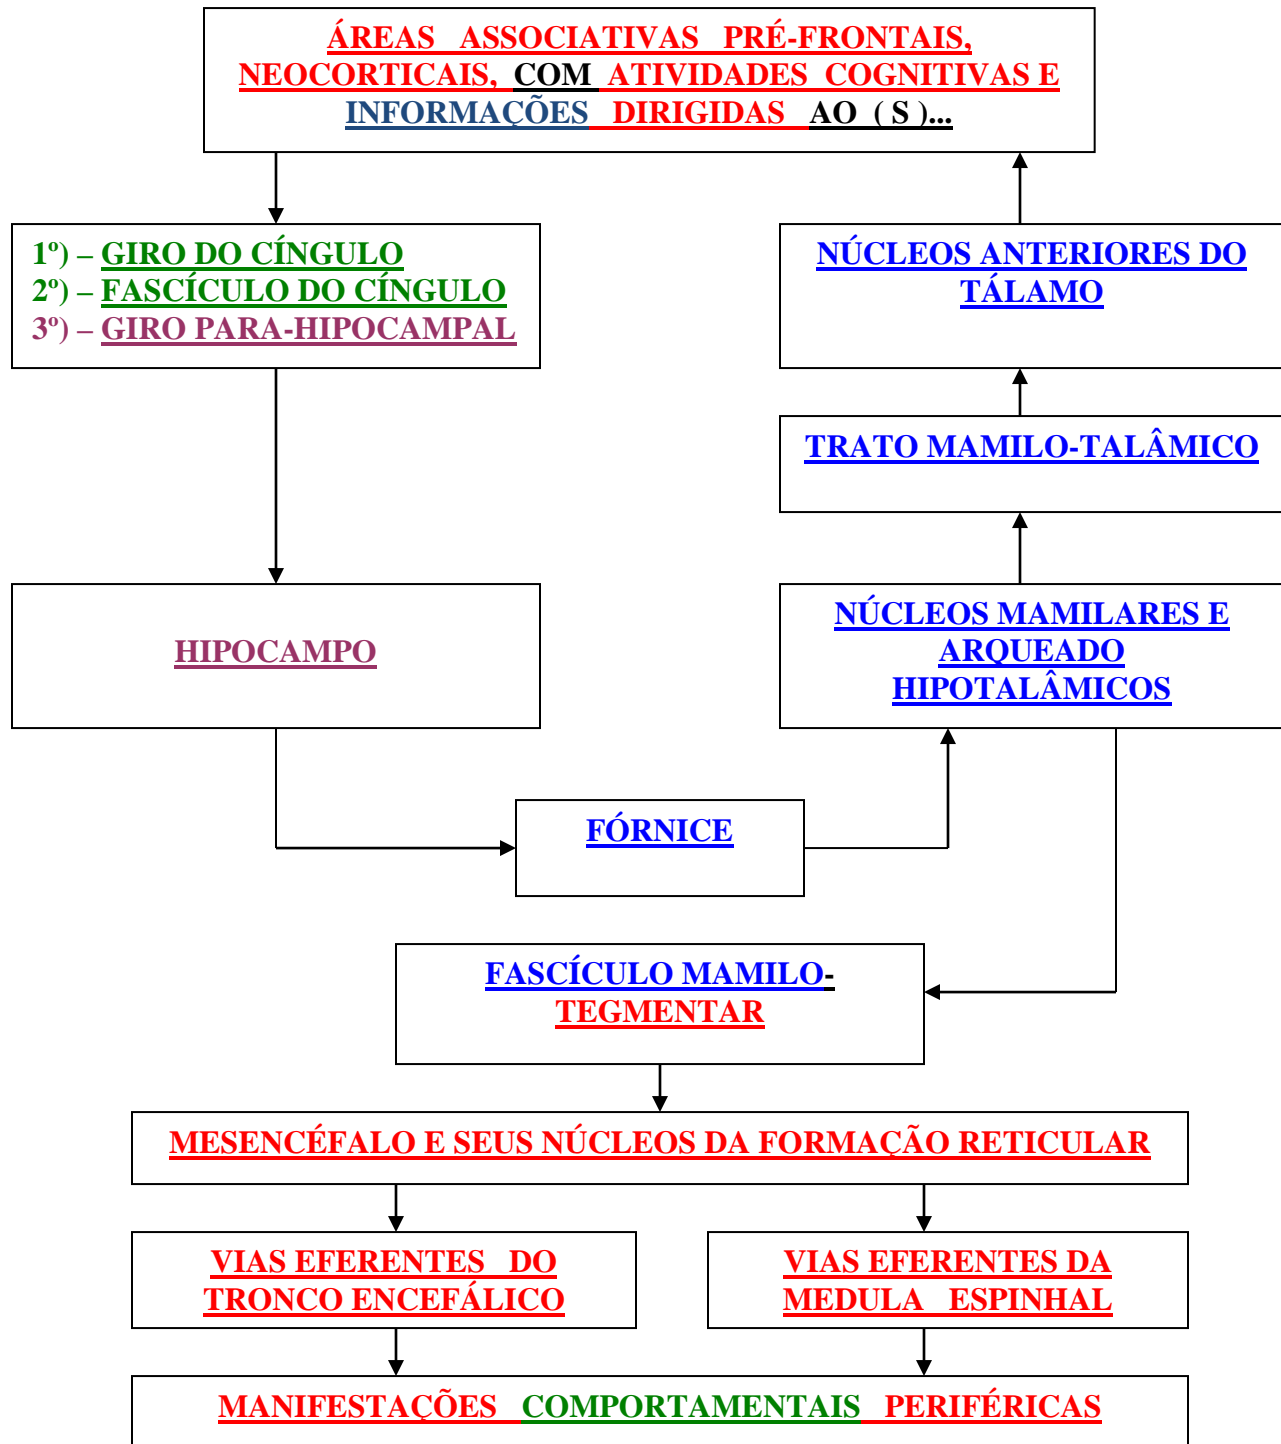 ÁREAS ASSOCIATIVAS PRÉ-FRONTAIS,
NEOCORTICAIS, COM ATIVIDADES COGNITIVAS E
INFORMAÇÕES DIRIGIDAS AO ( S )...
1º) – GIRO DO CÍNGULO
2º) – FASCÍCULO DO CÍNGULO
3º) – GIRO PARA-HIPOCAMPAL
NÚCLEOS ANTERIORES DO
TÁLAMO
TRATO MAMILO-TALÂMICO
HIPOCAMPO
NÚCLEOS MAMILARES E
ARQUEADO
HIPOTALÂMICOS
FÓRNICE
FASCÍCULO MAMILO-
TEGMENTAR
MESENCÉFALO E SEUS NÚCLEOS DA FORMAÇÃO RETICULAR
VIAS EFERENTES DO
TRONCO ENCEFÁLICO
VIAS EFERENTES DA
MEDULA ESPINHAL
MANIFESTAÇÕES COMPORTAMENTAIS PERIFÉRICAS